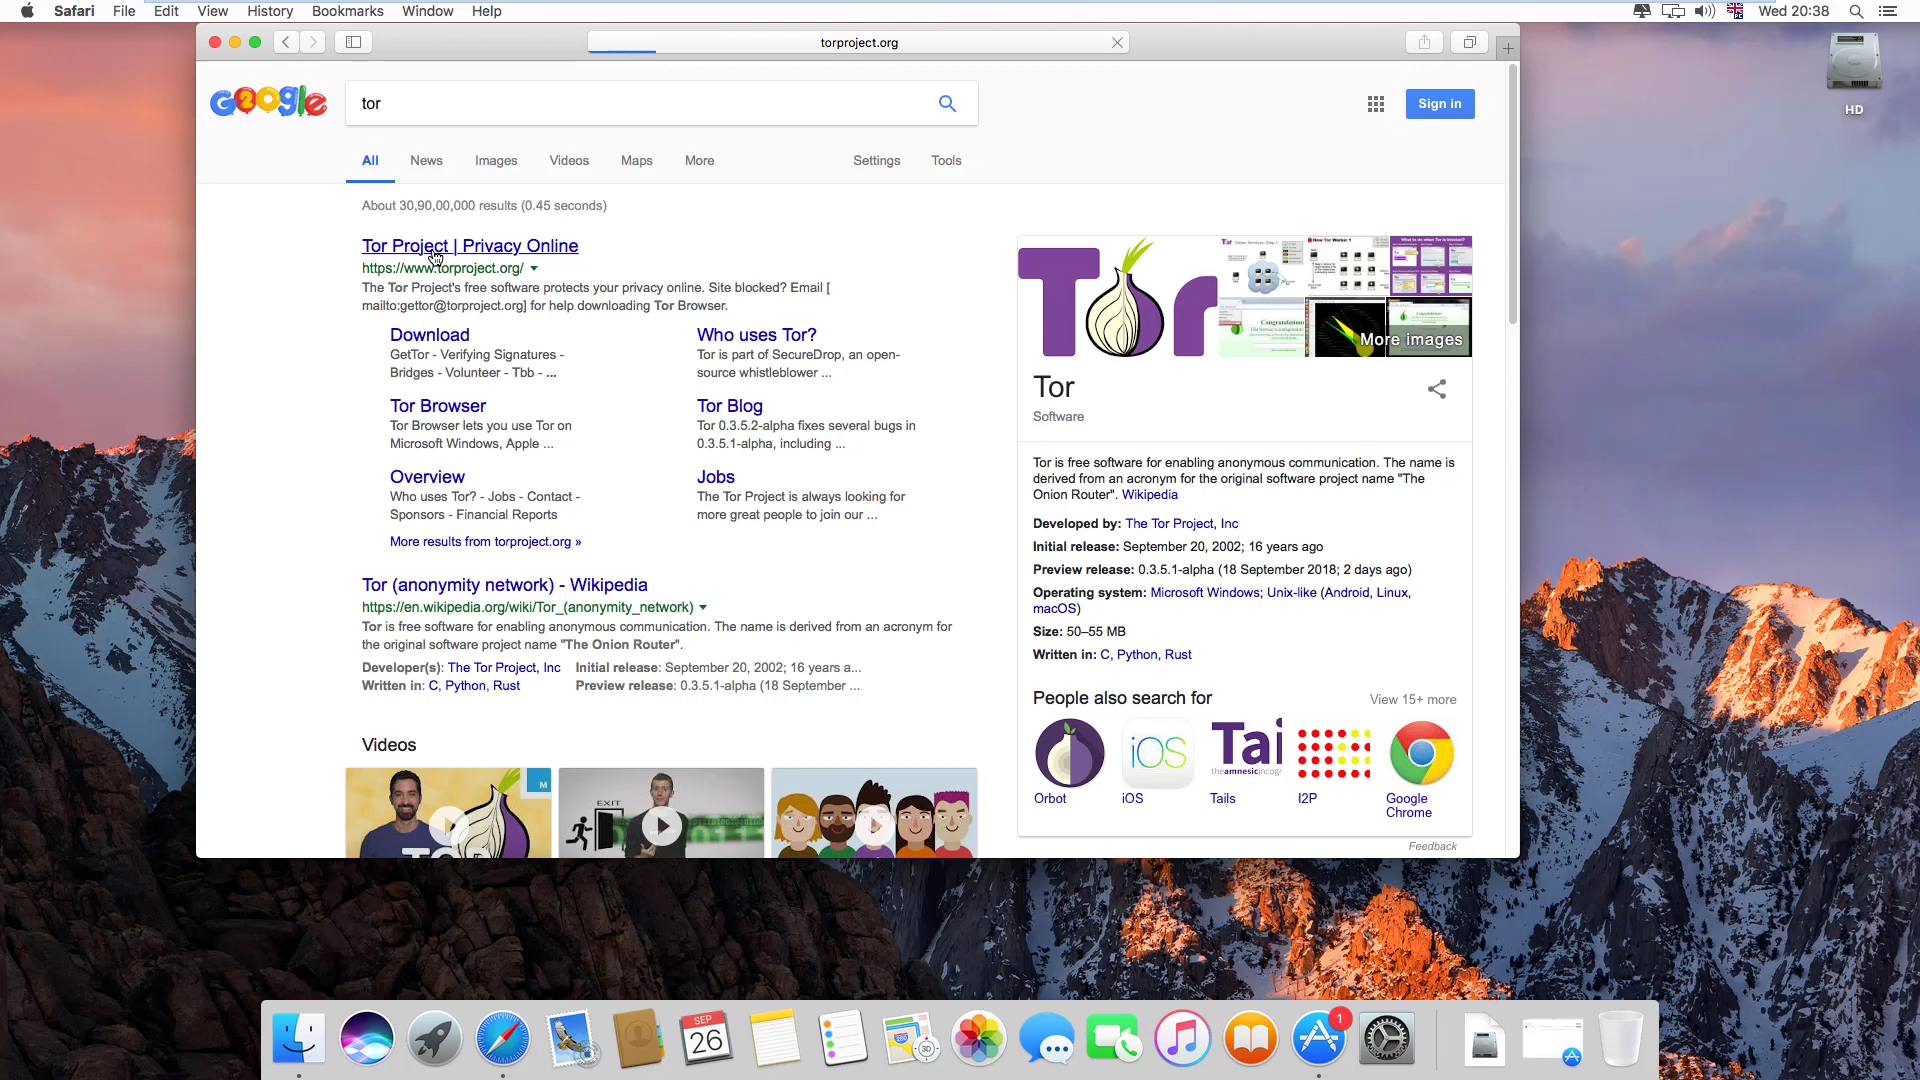 Safari File Edit View History Bookmarks Window Help
Wed 20:38
torproject.org
HD
Google
tor
Sign in
All News Images Videos Maps More Settings Tools
About 30,90,00,000 results (0.45 seconds)
Tor Project | Privacy Online
https://www.torproject.org/
The Tor Project's free software protects your privacy online. Site blocked? Email [
mailto:gettor@torproject.org] for help downloading Tor Browser.
Download
GetTor - Verifying Signatures -
Bridges - Volunteer - Tbb - ...
Who uses Tor?
Tor is part of SecureDrop, an open-
source whistleblower ...
Tor Browser
Tor Browser lets you use Tor on
Microsoft Windows, Apple ...
Tor Blog
Tor 0.3.5.2-alpha fixes several bugs in
0.3.5.1-alpha, including ...
Overview
Who uses Tor? - Jobs - Contact -
Sponsors - Financial Reports
Jobs
The Tor Project is always looking for
more great people to join our ...
More results from torproject.org »
Tor (anonymity network) - Wikipedia
https://en.wikipedia.org/wiki/Tor_(anonymity_network)
Tor is free software for enabling anonymous communication. The name is derived from an acronym for
the original software project name "The Onion Router".
Developer(s): The Tor Project, Inc Initial release: September 20, 2002; 16 years a...
Written in: C, Python, Rust Preview release: 0.3.5.1-alpha (18 September ...
Videos
M
EXIT
Tor
More images
Tor
Software
Tor is free software for enabling anonymous communication. The name is
derived from an acronym for the original software project name "The
Onion Router". Wikipedia
Developed by: The Tor Project, Inc
Initial release: September 20, 2002; 16 years ago
Preview release: 0.3.5.1-alpha (18 September 2018; 2 days ago)
Operating system: Microsoft Windows; Unix-like (Android, Linux,
macOS)
Size: 50–55 MB
Written in: C, Python, Rust
People also search for View 15+ more
iOS
Tai
Orbot iOS Tails I2P Google
Chrome
Feedback
SEP
26
280
3D
1